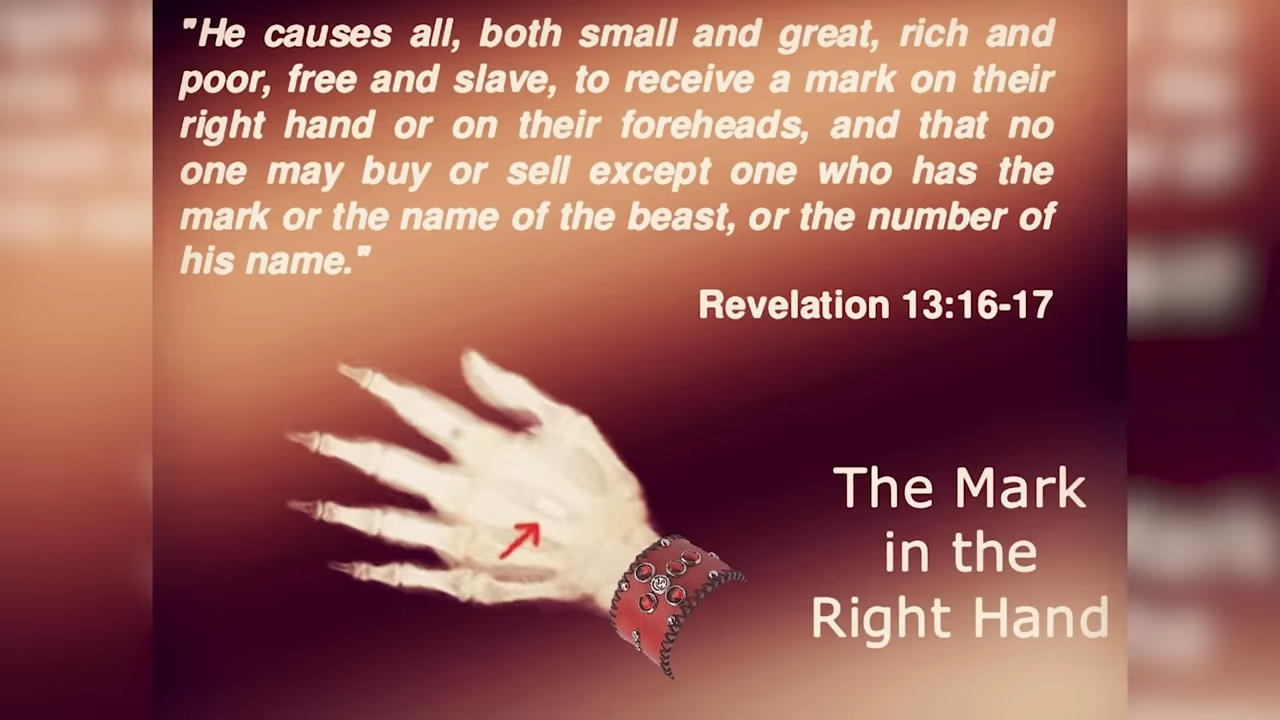 "He causes all, both small and great, rich and
poor, free and slave, to receive a mark on their
right hand or on their foreheads, and that no
one may buy or sell except one who has the
mark or the name of the beast, or the number of
his name."
Revelation 13:16-17
The Mark
in the
Right Hand